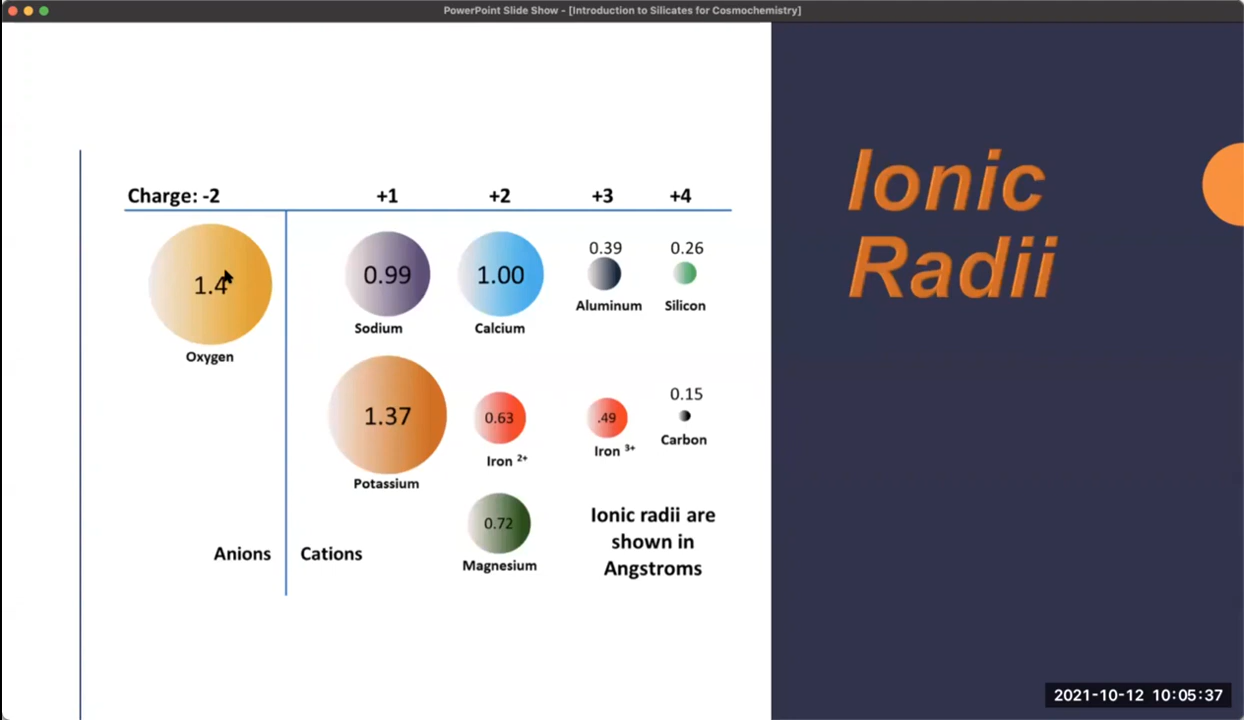 PowerPoint Slide Show - [Introduction to Silicates for Cosmochemistry]
Ionic
Radii
Charge: -2
+1
+2
+3
+4
1.4
Oxygen
0.99
Sodium
1.00
Calcium
0.39
Aluminum
0.26
Silicon
1.37
Potassium
0.63
Iron 2+
.49
Iron 3+
0.15
Carbon
0.72
Magnesium
Anions
Cations
Ionic radii are
shown in
Angstroms
2021-10-12 10:05:37